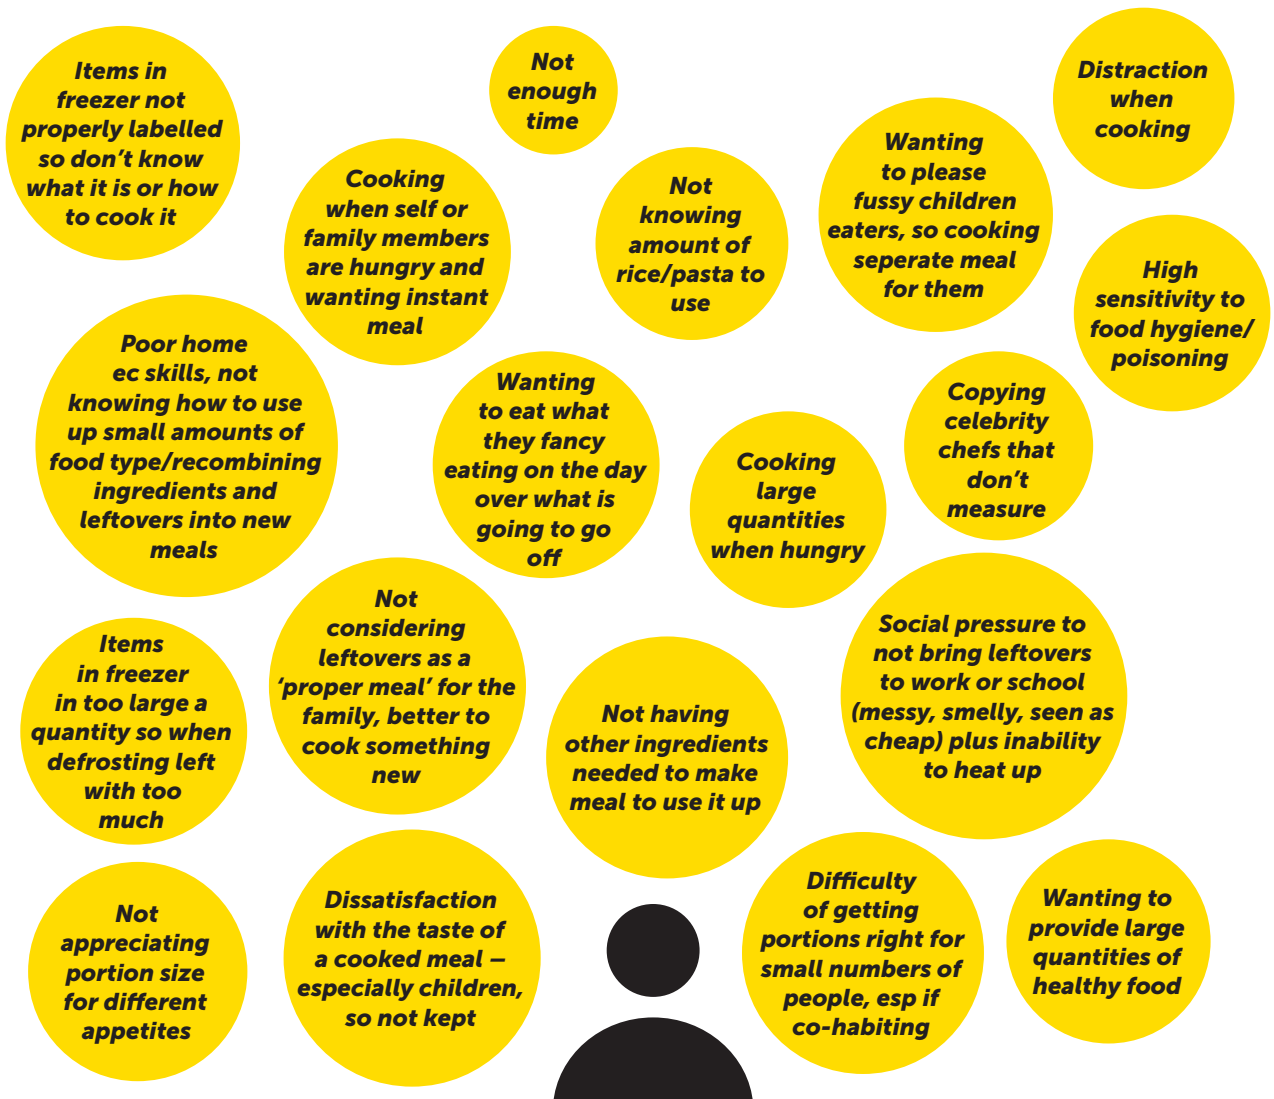 Items in
freezer not
properly labelled
so don’t know
what it is or how
to cook it
Not
enough
time
Distraction
when
cooking
Cooking
when self or
family members
are hungry and
wanting instant
meal
Not
knowing
amount of
rice/pasta to
use
Wanting
to please
fussy children
eaters, so cooking
seperate meal
for them
High
sensitivity to
food hygiene/
poisoning
Poor home
ec skills, not
knowing how to use
up small amounts of
food type/recombining
ingredients and
leftovers into new
meals
Wanting
to eat what
they fancy
eating on the day
over what is
going to go
off
Cooking
large
quantities
when hungry
Copying
celebrity
chefs that
don’t
measure
Items
in freezer
in too large a
quantity so when
defrosting left
with too
much
Not
considering
leftovers as a
‘proper meal’ for the
family, better to
cook something
new
Not having
other ingredients
needed to make
meal to use it up
Social pressure to
not bring leftovers
to work or school
(messy, smelly, seen as
cheap) plus inability
to heat up
Not
appreciating
portion size
for different
appetites
Dissatisfaction
with the taste of
a cooked meal –
especially children,
so not kept
Difficulty
of getting
portions right for
small numbers of
people, esp if
co-habiting
Wanting to
provide large
quantities of
healthy food